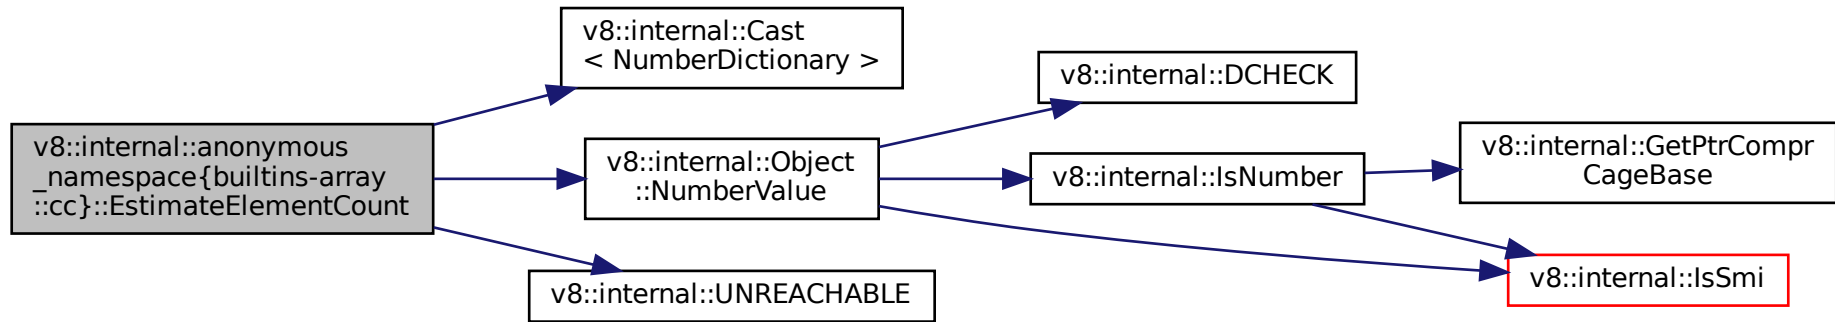 v8::internal::anonymous
_namespace{builtins-array
::cc}::EstimateElementCount
v8::internal::Cast
< NumberDictionary >
v8::internal::Object
::NumberValue
v8::internal::UNREACHABLE
v8::internal::DCHECK
v8::internal::IsNumber
v8::internal::GetPtrCompr
CageBase
v8::internal::IsSmi